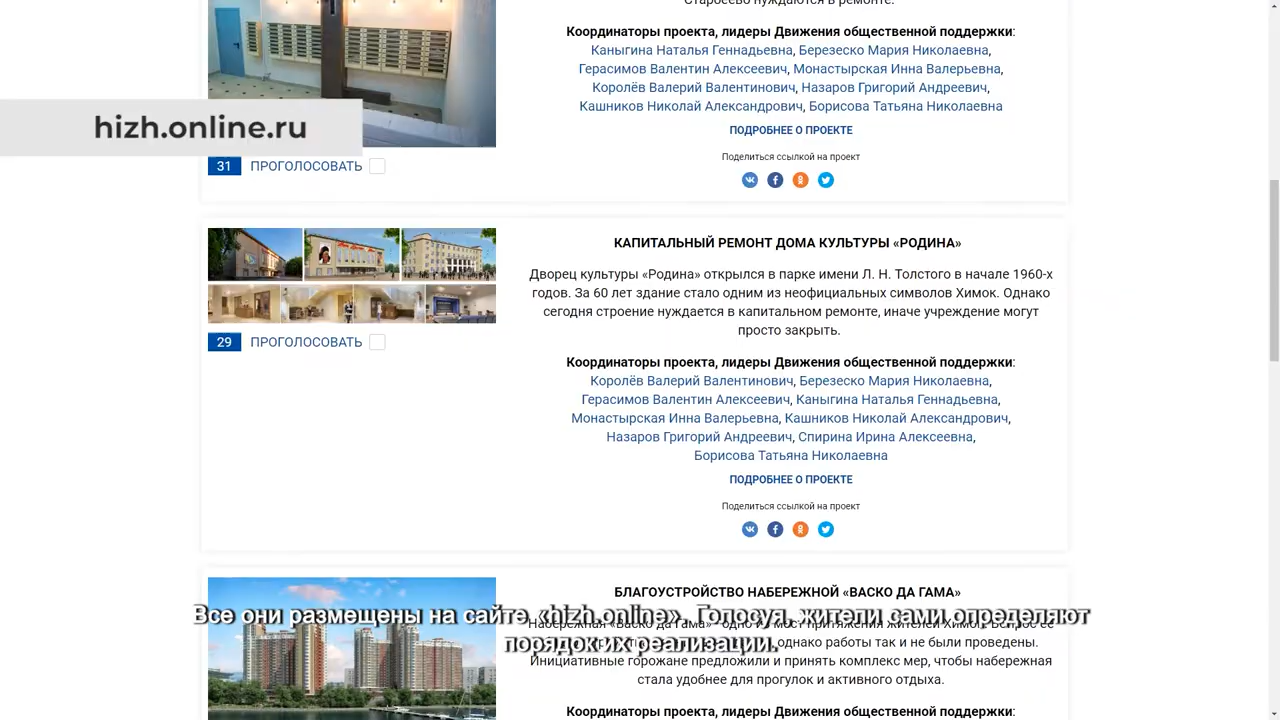 Старбеево нуждаются в ремонте.
Координаторы проекта, лидеры Движения общественной поддержки:
Каныгина Наталья Геннадьевна, Березеско Мария Николаевна,
Герасимов Валентин Алексеевич, Монастырская Инна Валерьевна,
Королёв Валерий Валентинович, Назаров Григорий Андреевич,
Кашников Николай Александрович, Борисова Татьяна Николаевна
ПОДРОБНЕЕ О ПРОЕКТЕ
Поделиться ссылкой на проект
hizh.online.ru
31 ПРОГОЛОСОВАТЬ
КАПИТАЛЬНЫЙ РЕМОНТ ДОМА КУЛЬТУРЫ «РОДИНА»
Дворец культуры «Родина» открылся в парке имени Л. Н. Толстого в начале 1960-х
годов. За 60 лет здание стало одним из неофициальных символов Химок. Однако
сегодня строение нуждается в капитальном ремонте, иначе учреждение могут
просто закрыть.
29 ПРОГОЛОСОВАТЬ
Координаторы проекта, лидеры Движения общественной поддержки:
Королёв Валерий Валентинович, Березеско Мария Николаевна,
Герасимов Валентин Алексеевич, Каныгина Наталья Геннадьевна,
Монастырская Инна Валерьевна, Кашников Николай Александрович,
Назаров Григорий Андреевич, Спирина Ирина Алексеевна,
Борисова Татьяна Николаевна
ПОДРОБНЕЕ О ПРОЕКТЕ
Поделиться ссылкой на проект
БЛАГОУСТРОЙСТВО НАБЕРЕЖНОЙ «ВАСКО ДА ГАМА»
Все они размещены на сайте «hizh.online». Голосуя, жители сами определяют
порядок их реализации.
Набережная «Васко да Гама»
однако работы так и не были проведены.
Инициативные горожане предложили и принять комплекс мер, чтобы набережная
стала удобнее для прогулок и активного отдыха.
Координаторы проекта, лидеры Движения общественной поддержки: